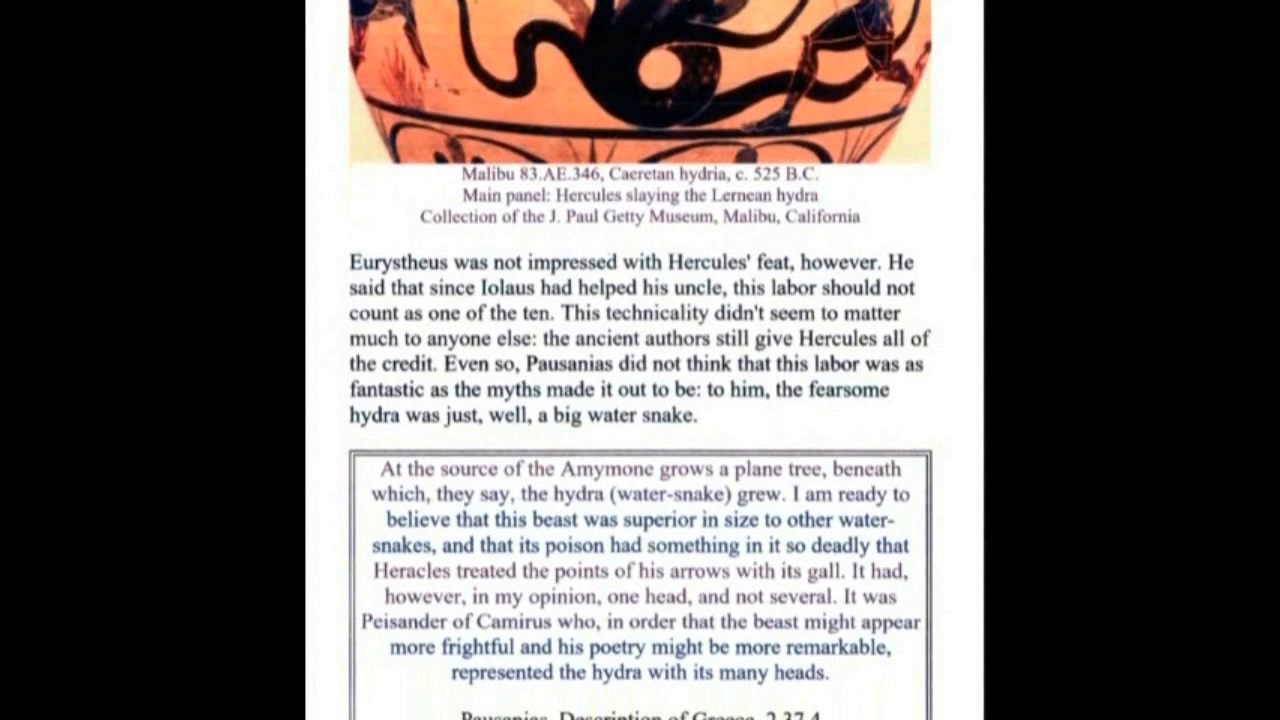 Malibu 83.AE.346, Caeretan hydria, c. 525 B.C.
Main panel: Hercules slaying the Lernean hydra
Collection of the J. Paul Getty Museum, Malibu, California
Eurystheus was not impressed with Hercules' feat, however. He
said that since Iolaus had helped his uncle, this labor should not
count as one of the ten. This technicality didn't seem to matter
much to anyone else: the ancient authors still give Hercules all of
the credit. Even so, Pausanias did not think that this labor was as
fantastic as the myths made it out to be: to him, the fearsome
hydra was just, well, a big water snake.
At the source of the Amymone grows a plane tree, beneath
which, they say, the hydra (water-snake) grew. I am ready to
believe that this beast was superior in size to other water-
snakes, and that its poison had something in it so deadly that
Heracles treated the points of his arrows with its gall. It had,
however, in my opinion, one head, and not several. It was
Peisander of Camirus who, in order that the beast might appear
more frightful and his poetry might be more remarkable,
represented the hydra with its many heads.
Pausanias, Description of Greece, 2.37.4